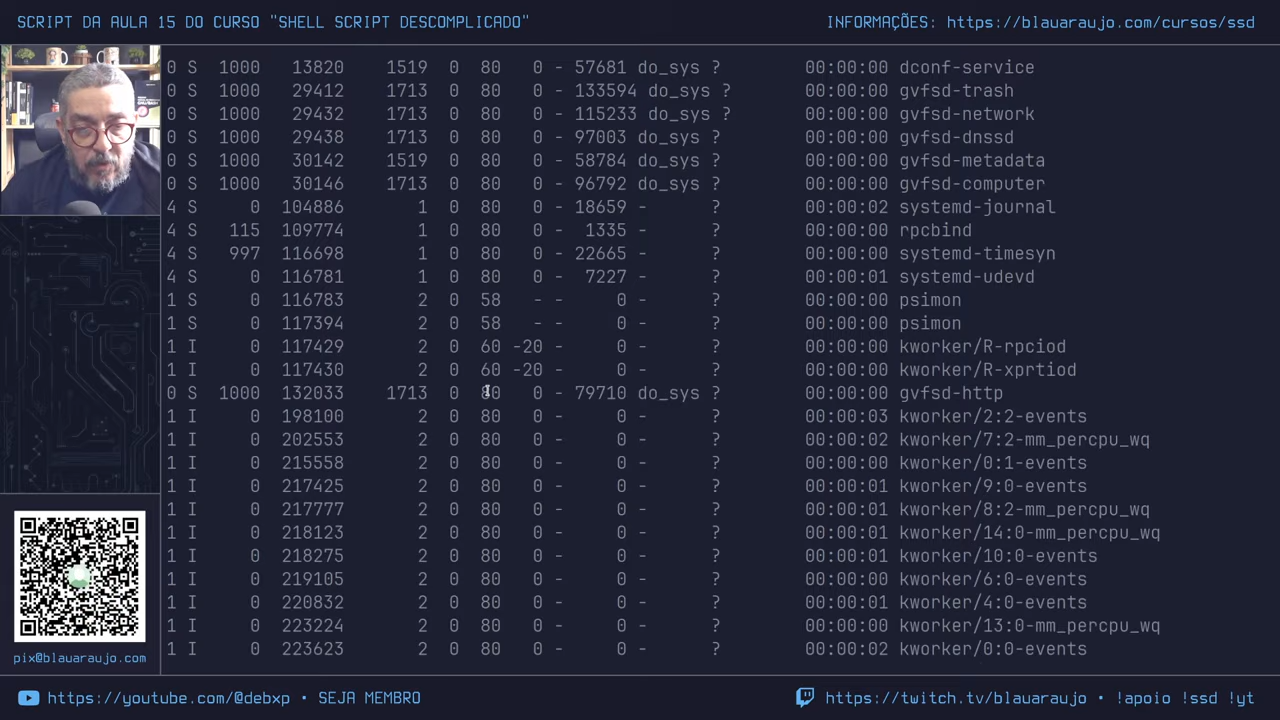 SCRIPT DA AULA 15 DO CURSO "SHELL SCRIPT DESCOMPLICADO"
INFORMAÇÕES: https://blauaraujo.com/cursos/ssd
0 S 1000 13820 1519 0 80 0 - 57681 do_sys ? 00:00:00 dconf-service
0 S 1000 29412 1713 0 80 0 - 133594 do_sys ? 00:00:00 gvfsd-trash
0 S 1000 29432 1713 0 80 0 - 115233 do_sys ? 00:00:00 gvfsd-network
0 S 1000 29438 1713 0 80 0 - 97003 do_sys ? 00:00:00 gvfsd-dnssd
0 S 1000 30142 1519 0 80 0 - 58784 do_sys ? 00:00:00 gvfsd-metadata
0 S 1000 30146 1713 0 80 0 - 96792 do_sys ? 00:00:00 gvfsd-computer
4 S 0 104886 1 0 80 0 - 18659 - ? 00:00:02 systemd-journal
4 S 115 109774 1 0 80 0 - 1335 - ? 00:00:00 rpcbind
4 S 997 116698 1 0 80 0 - 22665 - ? 00:00:00 systemd-timesyn
4 S 0 116781 1 0 80 0 - 7227 - ? 00:00:01 systemd-udevd
1 S 0 116783 2 0 58 - - 0 - ? 00:00:00 psimon
1 S 0 117394 2 0 58 - - 0 - ? 00:00:00 psimon
1 I 0 117429 2 0 60 -20 - 0 - ? 00:00:00 kworker/R-rpciod
1 I 0 117430 2 0 60 -20 - 0 - ? 00:00:00 kworker/R-xprtiod
0 S 1000 132033 1713 0 80 0 - 79710 do_sys ? 00:00:00 gvfsd-http
1 I 0 198100 2 0 80 0 - 0 - ? 00:00:03 kworker/2:2-events
1 I 0 202553 2 0 80 0 - 0 - ? 00:00:02 kworker/7:2-mm_percpu_wq
1 I 0 215558 2 0 80 0 - 0 - ? 00:00:01 kworker/0:1-events
1 I 0 217425 2 0 80 0 - 0 - ? 00:00:01 kworker/9:0-events
1 I 0 217777 2 0 80 0 - 0 - ? 00:00:01 kworker/8:2-mm_percpu_wq
1 I 0 218123 2 0 80 0 - 0 - ? 00:00:01 kworker/14:0-mm_percpu_wq
1 I 0 218275 2 0 80 0 - 0 - ? 00:00:01 kworker/10:0-events
1 I 0 219105 2 0 80 0 - 0 - ? 00:00:00 kworker/6:0-events
1 I 0 220832 2 0 80 0 - 0 - ? 00:00:01 kworker/4:0-events
1 I 0 223224 2 0 80 0 - 0 - ? 00:00:00 kworker/13:0-mm_percpu_wq
1 I 0 223623 2 0 80 0 - 0 - ? 00:00:02 kworker/0:0-events
pix@blauaraujo.com
https://youtube.com/@debxp • SEJA MEMBRO
https://twitch.tv/blauaraujo • !apoio !ssd !yt